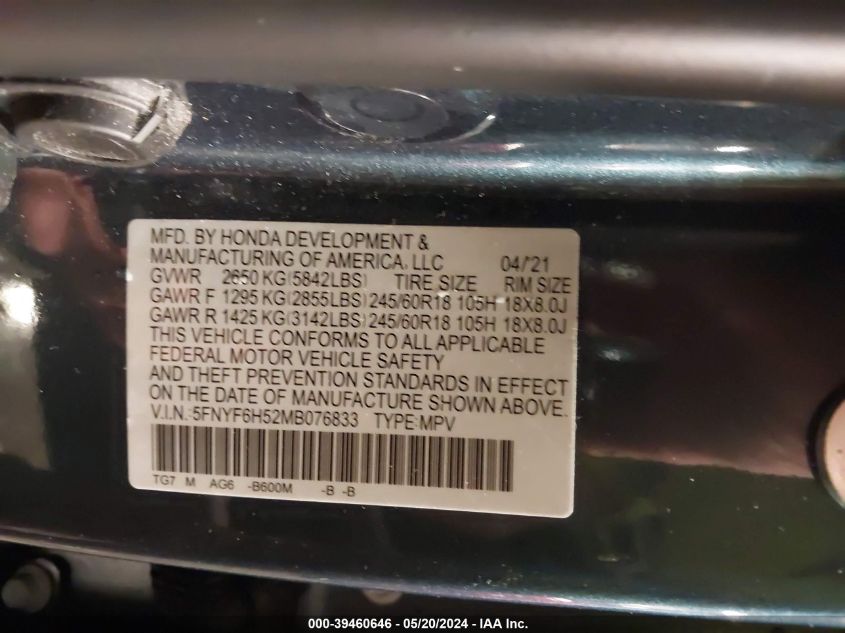 MFD. BY HONDA DEVELOPMENT &
MANUFACTURING OF AMERICA, LLC 04/'21
GVWR 2650 KG(5842LBS) TIRE SIZE RIM SIZE
GAWR F 1295 KG(2855LBS) 245/60R18 105H 18X8.0J
GAWR R 1425 KG(3142LBS) 245/60R18 105H 18X8.0J
THIS VEHICLE CONFORMS TO ALL APPLICABLE
FEDERAL MOTOR VEHICLE SAFETY
AND THEFT PREVENTION STANDARDS IN EFFECT
ON THE DATE OF MANUFACTURE SHOWN ABOVE.
V.I.N.:5FNYF6H52MB076833 TYPE:MPV
TG7 M AG6 -B600M -B -B
000-39460646 - 05/20/2024 - IAA Inc.